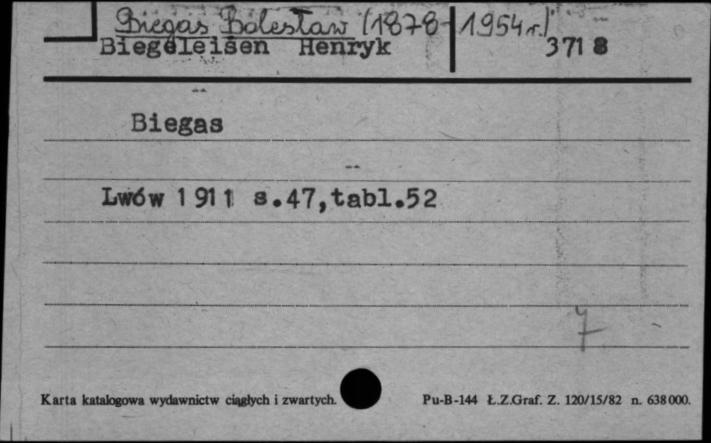 Biegas Bolesław (1878-1954 r.)
Biegeleisen Henryk 3718
Biegas
Lwów 1911 s.47,tabl.52
7
Karta katalogowa wydawnictw ciągłych i zwartych. Pu-B-144 Ł.Z.Graf. Z. 120/15/82 n. 638000.